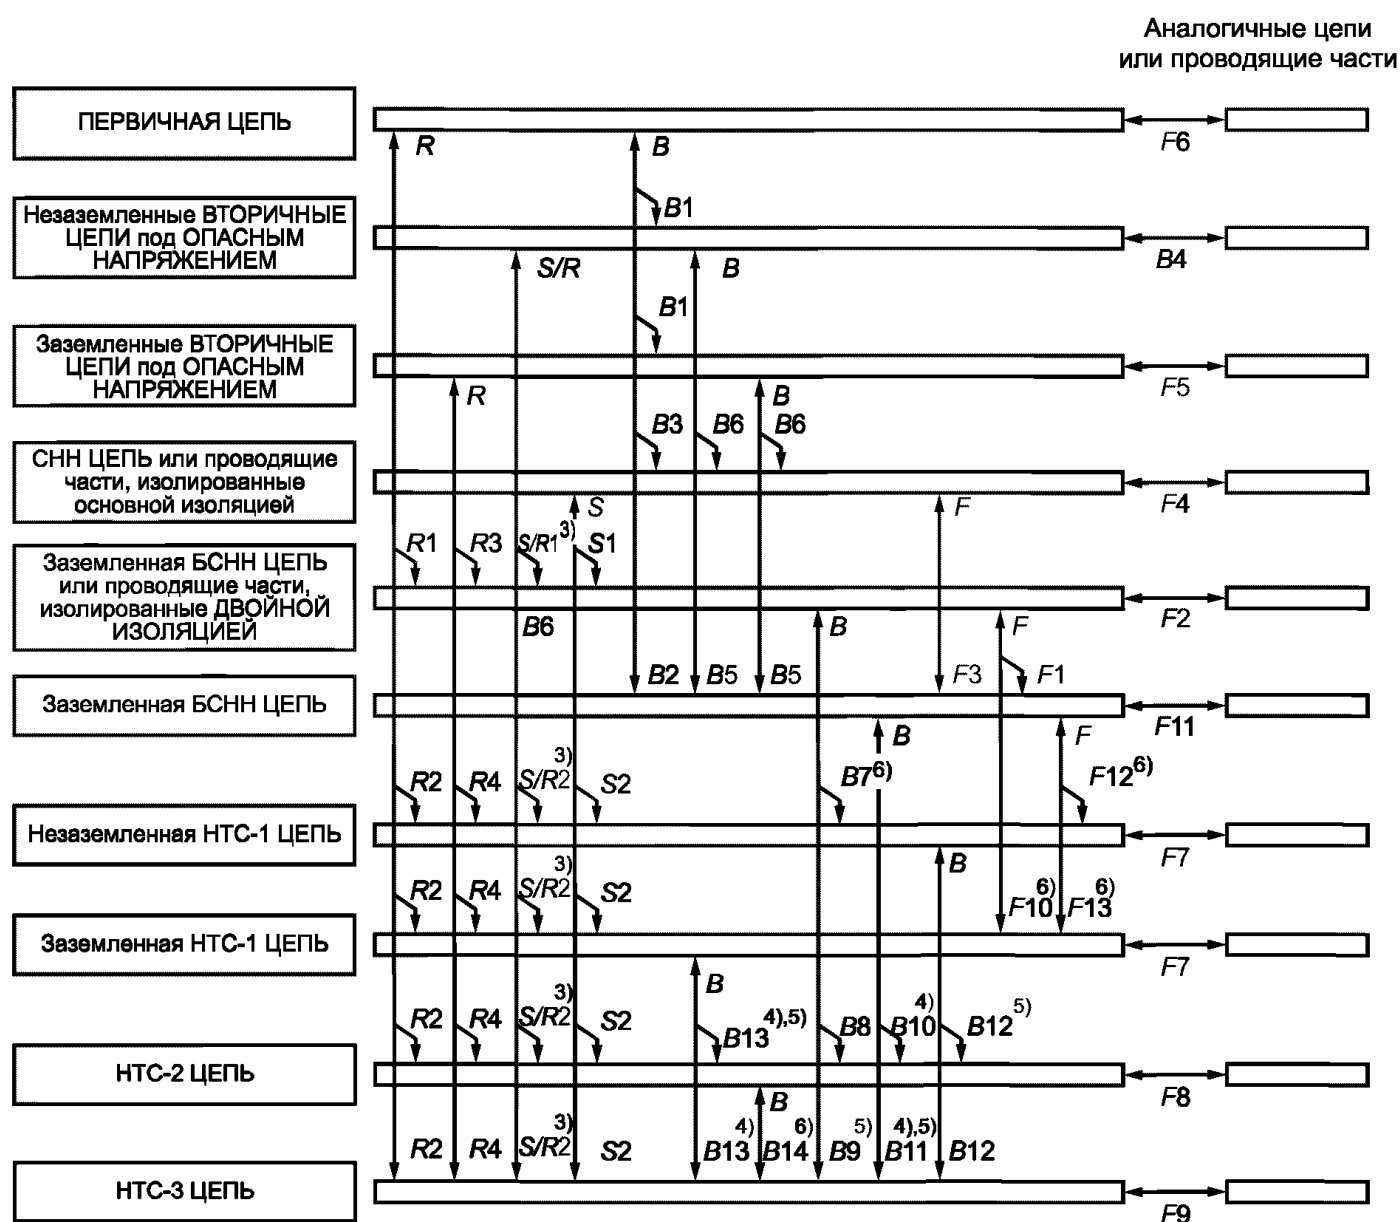 Аналогичные цепи
или проводящие части
ПЕРВИЧНАЯ ЦЕПЬ
R
B
F6
B1
Незаземленные ВТОРИЧНЫЕ
ЦЕПИ под ОПАСНЫМ
НАПРЯЖЕНИЕМ
S/R
B
B4
B1
Заземленные ВТОРИЧНЫЕ
ЦЕПИ под ОПАСНЫМ
НАПРЯЖЕНИЕМ
R
B
F5
B3 B6 B6
СНН ЦЕПЬ или проводящие
части, изолированные
основной изоляцией
S
F
F4
R1 R3 S/R1 3) S1
Заземленная БСНН ЦЕПЬ
или проводящие части,
изолированные ДВОЙНОЙ
ИЗОЛЯЦИЕЙ
B6
B
F
F2
B2 B5 B5 F3 F1
Заземленная БСНН ЦЕПЬ
B
F
F11
R2 R4 S/R2 3) S2 B7 6) F12 6)
Незаземленная НТС-1 ЦЕПЬ
B
F7
R2 R4 S/R2 3) S2 F10 6) F13 6)
Заземленная НТС-1 ЦЕПЬ
B
F7
R2 R4 S/R2 3) S2 B13 4),5) B8 B10 4) B12 5)
НТС-2 ЦЕПЬ
B
F8
R2 R4 S/R2 3) S2 B13 4) B14 6) B9 5) B11 4),5) B12
НТС-3 ЦЕПЬ
F9